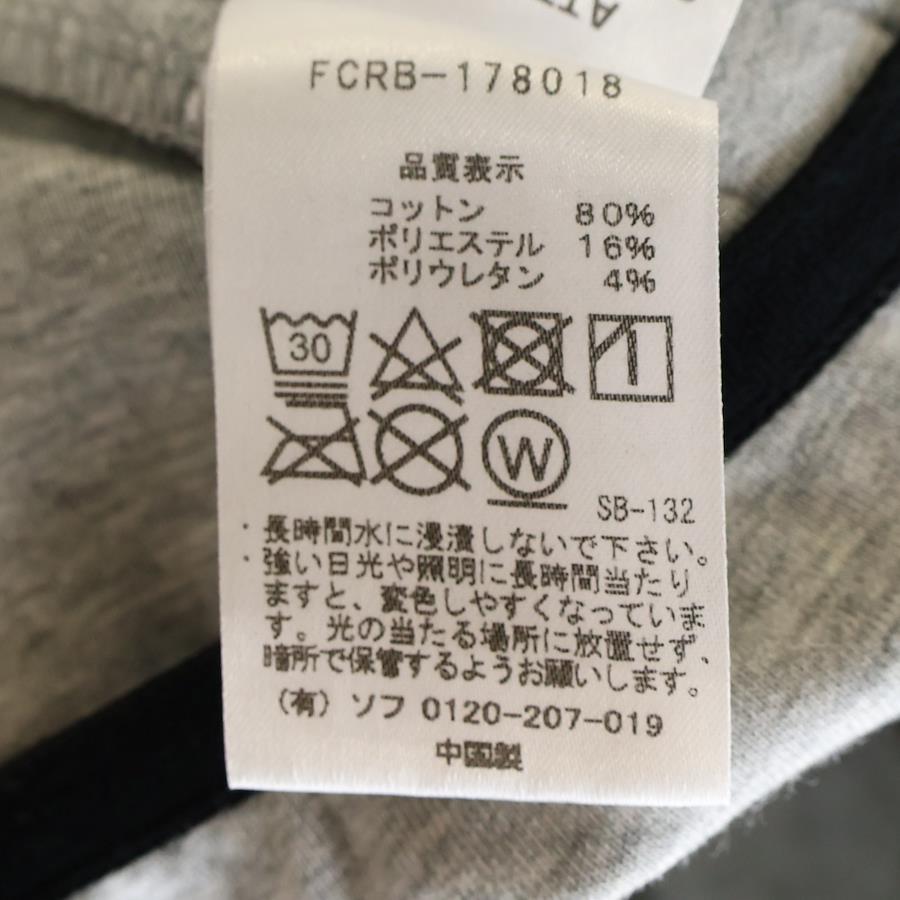 FCRB-178018
品質表示
コットン 80%
ポリエステル 16%
ポリウレタン 4%
30
W
SB-132
・長時間水に浸漬しないで下さい。
・強い日光や照明に長時間当たり
ますと、変色しやすくなっていま
す。光の当たる場所に放置せず、
暗所で保管するようお願いします。
(有) ソフ 0120-207-019
中国製